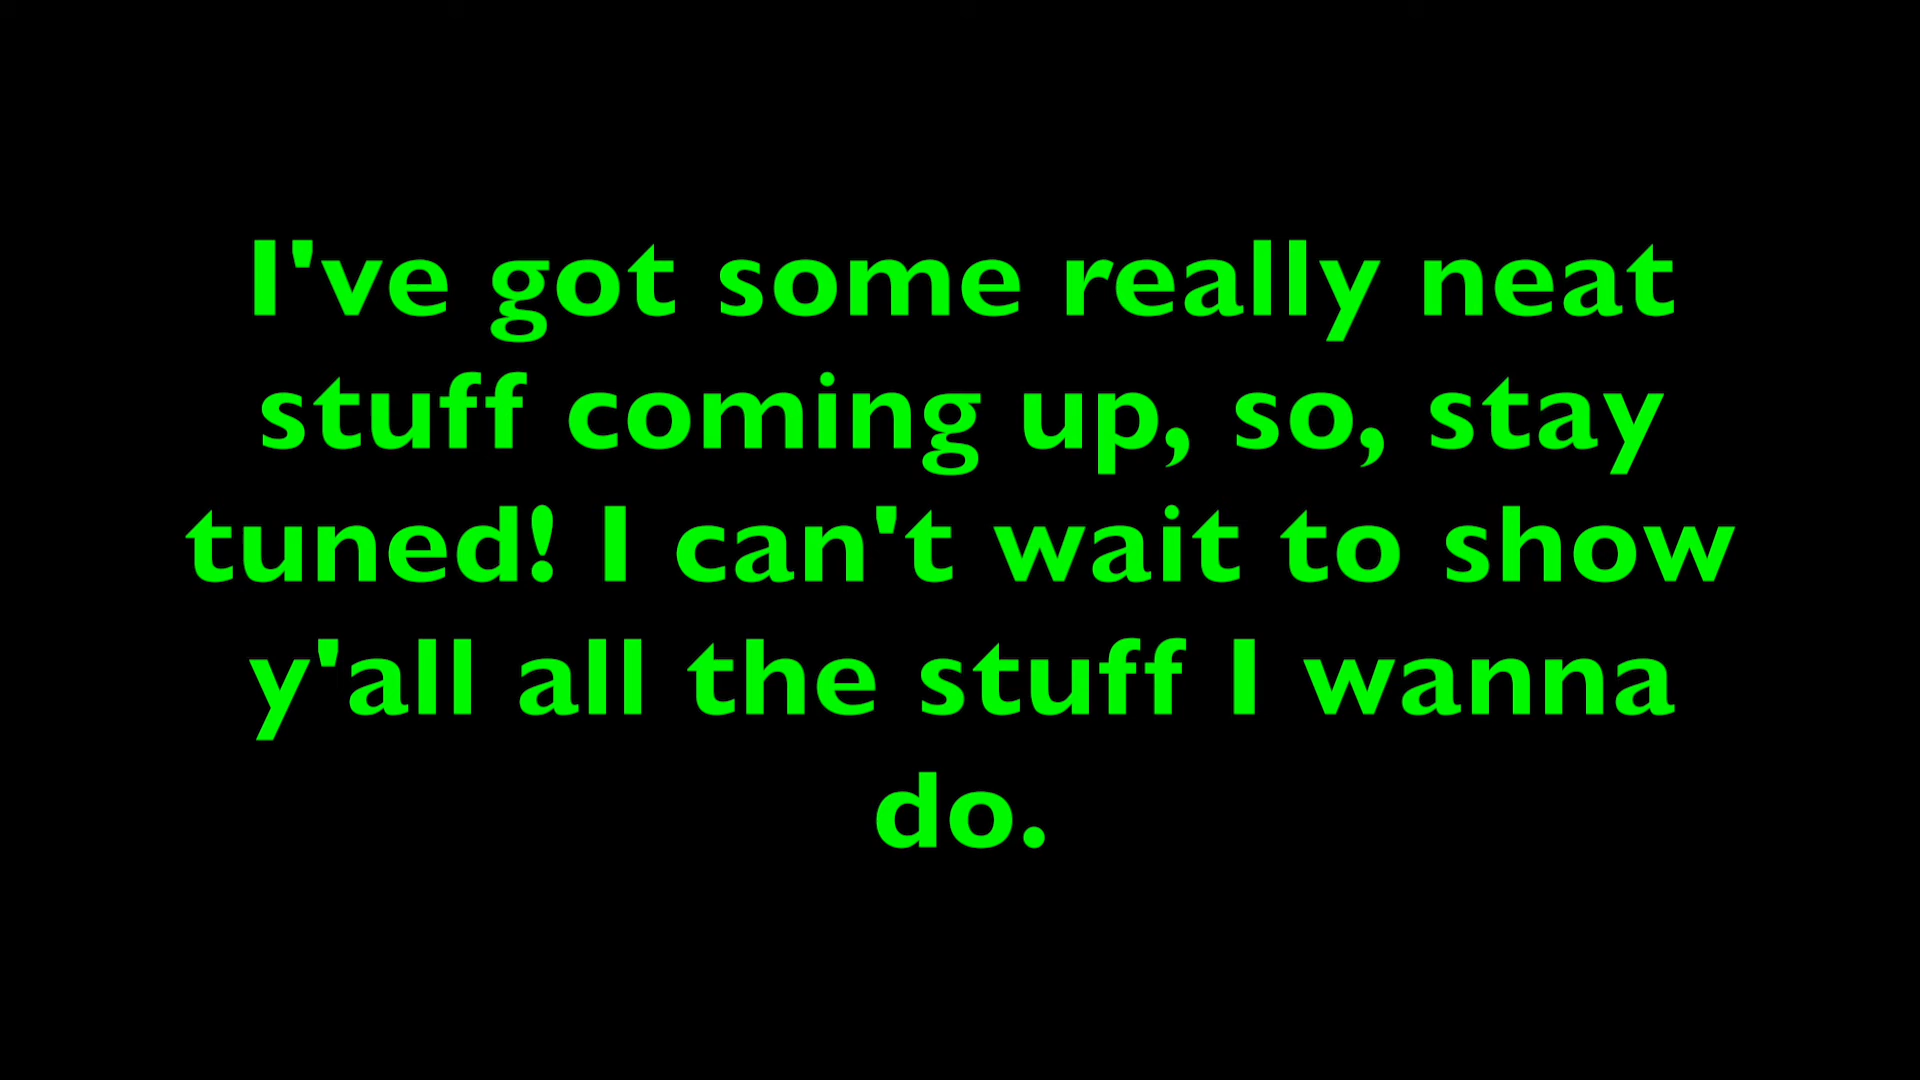 I've got some really neat
stuff coming up, so, stay
tuned! I can't wait to show
y'all all the stuff I wanna
do.